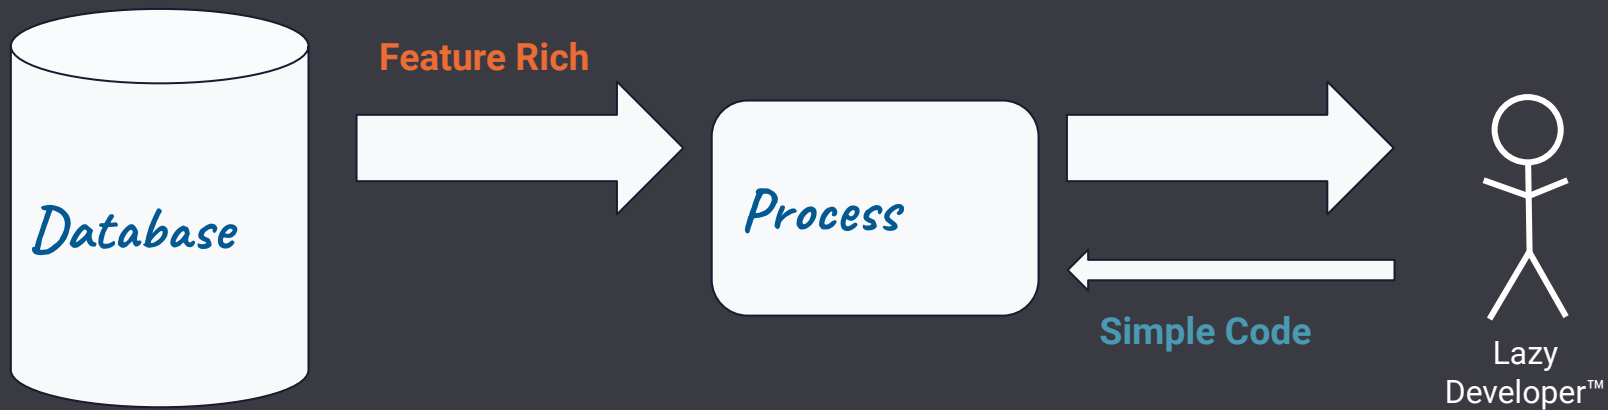 Feature Rich
Database
Process
Simple Code
Lazy
Developer™